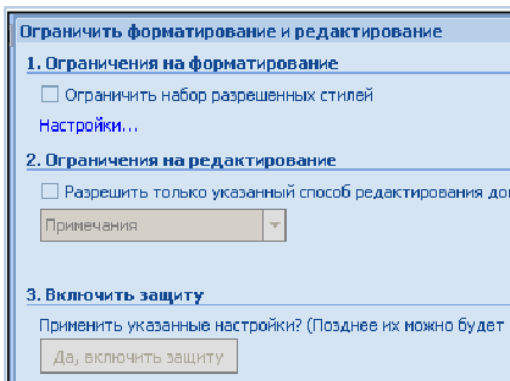 Ограничить форматирование и редактирование
1. Ограничения на форматирование
Ограничить набор разрешенных стилей
Настройки...
2. Ограничения на редактирование
Разрешить только указанный способ редактирования
Примечания
3. Включить защиту
Применить указанные настройки? (Позднее их можно будет
Да, включить защиту